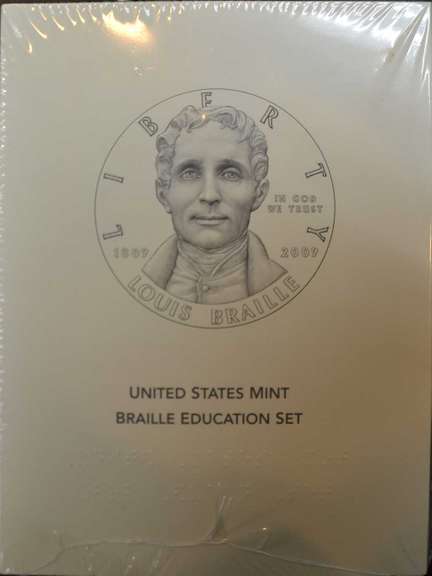 LIBERTY
IN GOD
WE TRUST
1809 2009
LOUIS BRAILLE
UNITED STATES MINT
BRAILLE EDUCATION SET